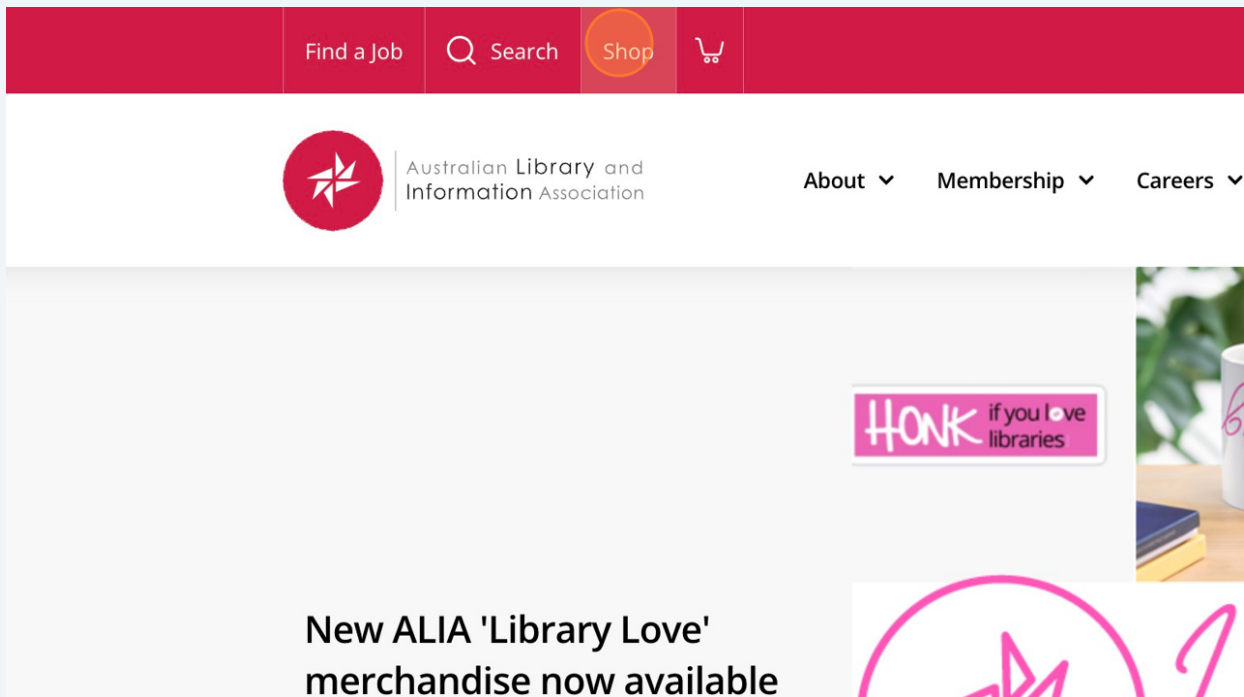 Find a Job
Search
Shop
Australian Library and
Information Association
About
Membership
Careers
HONK if you love
libraries
New ALIA 'Library Love'
merchandise now available